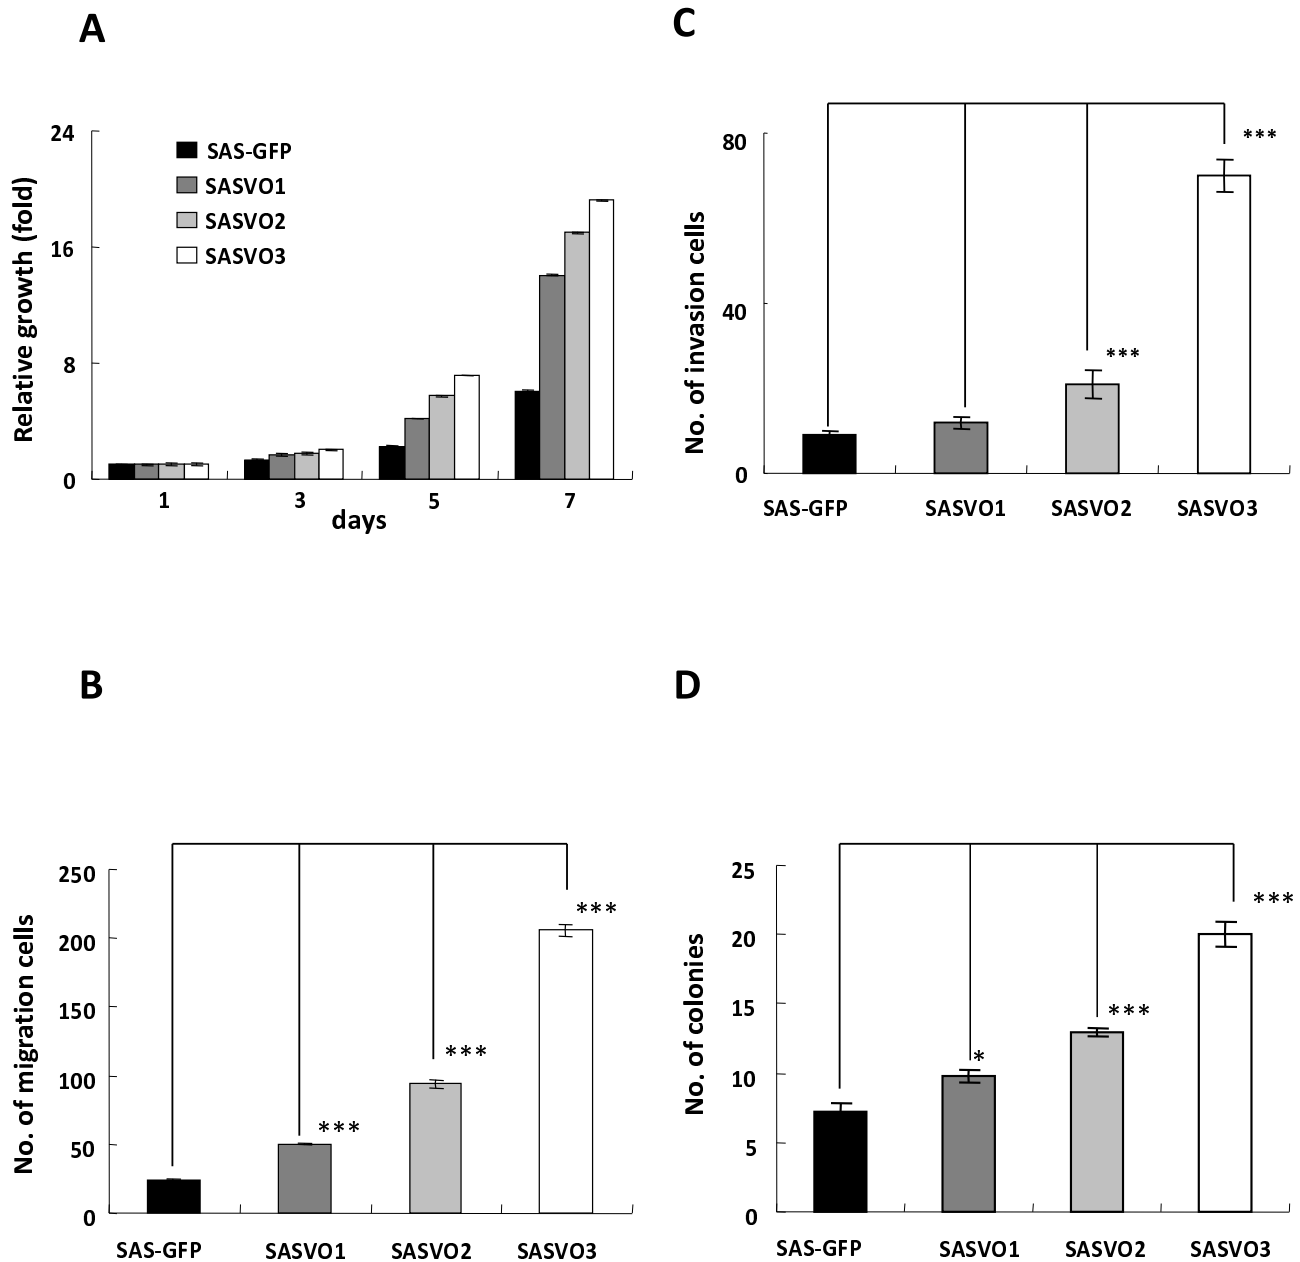 A
Relative growth (fold)
24
16
8
0
SAS-GFP
SASVO1
SASVO2
SASVO3
1 3 5 7
days
C
No. of invasion cells
80
40
0
***
***
SAS-GFP SASVO1 SASVO2 SASVO3
B
No. of migration cells
250
200
150
100
50
0
***
***
***
SAS-GFP SASVO1 SASVO2 SASVO3
D
No. of colonies
25
20
15
10
5
0
***
***
*
SAS-GFP SASVO1 SASVO2 SASVO3